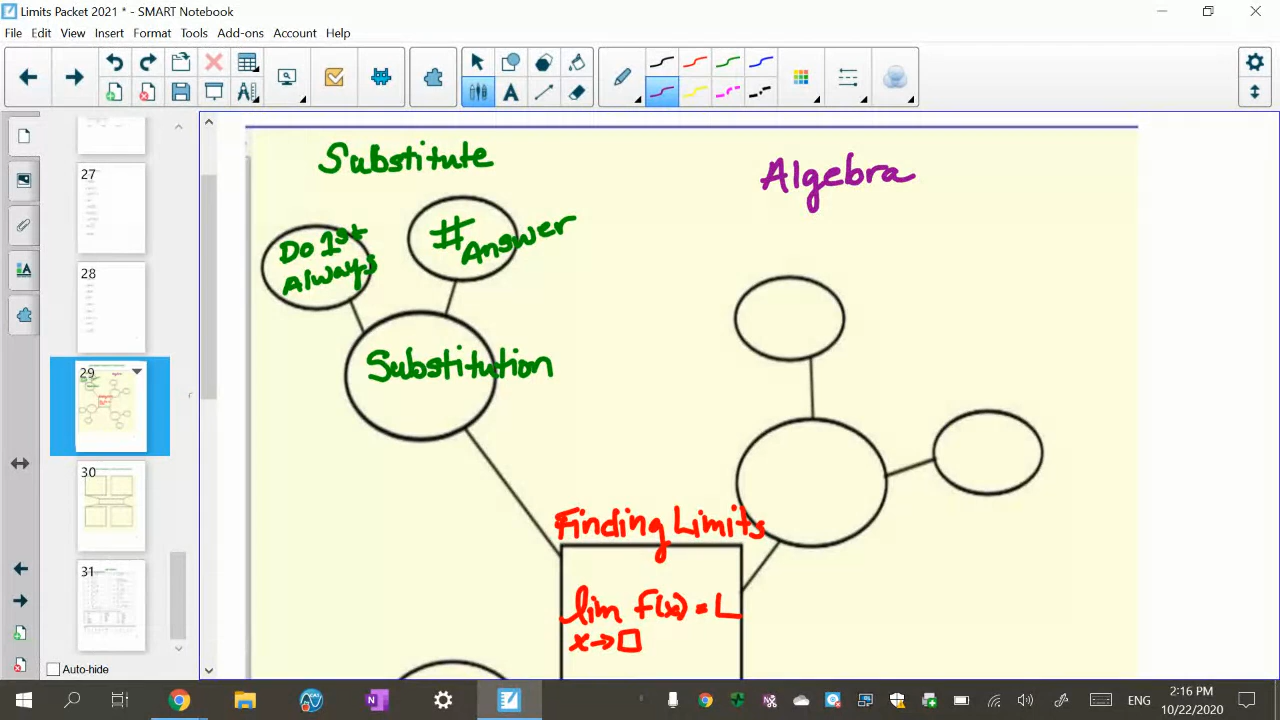 Limits Packet 2021 * - SMART Notebook
File Edit View Insert Format Tools Add-ons Account Help
27
28
29
30
31
Auto-hide
Substitute
Algebra
Do 1st
Always
# Answer
Substitution
Finding Limits
lim f(x) = L
x→□
ENG
2:16 PM
10/22/2020